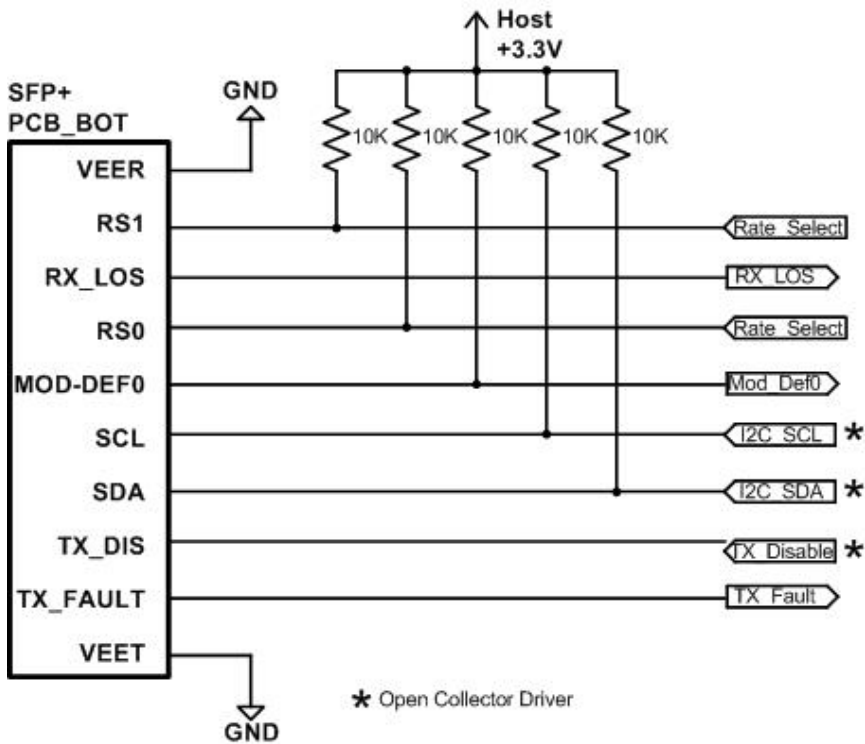 Host
+3.3V
SFP+
PCB_BOT
GND
10K
10K
10K
10K
10K
VEER
RS1
Rate_Select
RX_LOS
RX_LOS
RS0
Rate_Select
MOD-DEF0
Mod_Def0
SCL
I2C_SCL *
SDA
I2C_SDA *
TX_DIS
TX_Disable *
TX_FAULT
TX_Fault
VEET
* Open Collector Driver
GND